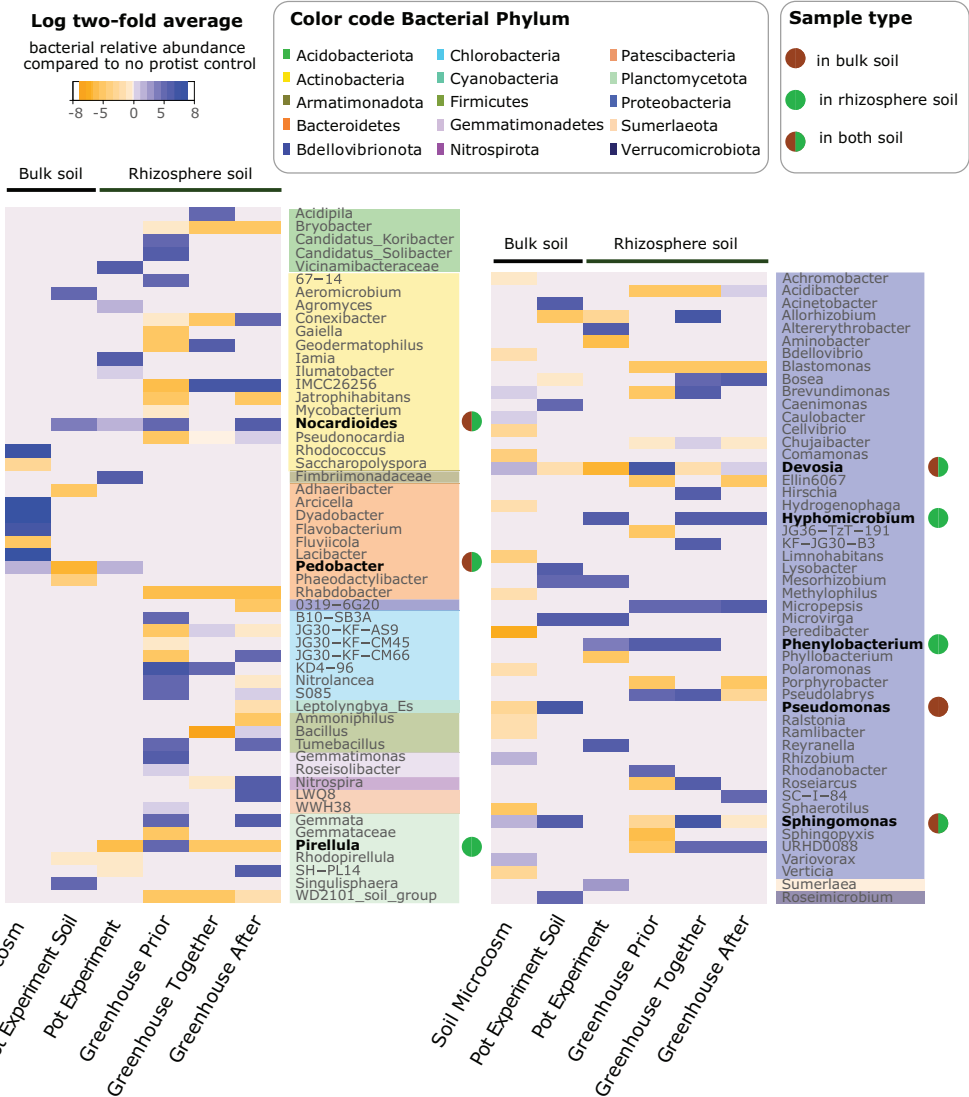 Log two-fold average
bacterial relative abundance
compared to no protist control
-8 -5 0 5 8
Color code Bacterial Phylum
Acidobacteriota
Actinobacteria
Armatimonadota
Bacteroidetes
Bdellovibrionota
Chlorobacteria
Cyanobacteria
Firmicutes
Gemmatimonadetes
Nitrospirota
Patescibacteria
Planctomycetota
Proteobacteria
Sumerlaeota
Verrucomicrobiota
Sample type
in bulk soil
in rhizosphere soil
in both soil
Bulk soil
Rhizosphere soil
Acidipila
Bryobacter
Candidatus_Koribacter
Candidatus_Solibacter
Vicinamibacteraceae
67−14
Aeromicrobium
Agromyces
Conexibacter
Gaiella
Geodermatophilus
Iamia
Ilumatobacter
IMCC26256
Jatrophihabitans
Mycobacterium
Nocardioides
Pseudonocardia
Rhodococcus
Saccharopolyspora
Fimbriimonadaceae
Adhaeribacter
Arcicella
Dyadobacter
Flavobacterium
Fluviicola
Lacibacter
Pedobacter
Phaeodactylibacter
Rhabdobacter
0319−6G20
B10−SB3A
JG30−KF−AS9
JG30−KF−CM45
JG30−KF−CM66
KD4−96
Nitrolancea
S085
Leptolyngbya_Es
Ammoniphilus
Bacillus
Tumebacillus
Gemmatimonas
Roseisolibacter
Nitrospira
LWQ8
WWH38
Gemmata
Gemmataceae
Pirellula
Rhodopirellula
SH−PL14
Singulisphaera
WD2101_soil_group
cosm
Experiment Soil
Pot Experiment
Greenhouse Prior
Greenhouse Together
Greenhouse After
Bulk soil
Rhizosphere soil
Achromobacter
Acidibacter
Acinetobacter
Allorhizobium
Altererythrobacter
Aminobacter
Bdellovibrio
Blastomonas
Bosea
Brevundimonas
Caenimonas
Caulobacter
Cellvibrio
Chujaibacter
Comamonas
Devosia
Ellin6067
Hirschia
Hydrogenophaga
Hyphomicrobium
JG36−TzT−191
KF−JG30−B3
Limnohabitans
Lysobacter
Mesorhizobium
Methylophilus
Micropepsis
Microvirga
Peredibacter
Phenylobacterium
Phyllobacterium
Polaromonas
Porphyrobacter
Pseudolabrys
Pseudomonas
Ralstonia
Ramlibacter
Reyranella
Rhizobium
Rhodanobacter
Roseiarcus
SC−I−84
Sphaerotilus
Sphingomonas
Sphingopyxis
URHD0088
Variovorax
Verticia
Sumerlaea
Roseimicrobium
Soil Microcosm
Pot Experiment Soil
Pot Experiment
Greenhouse Prior
Greenhouse Together
Greenhouse After